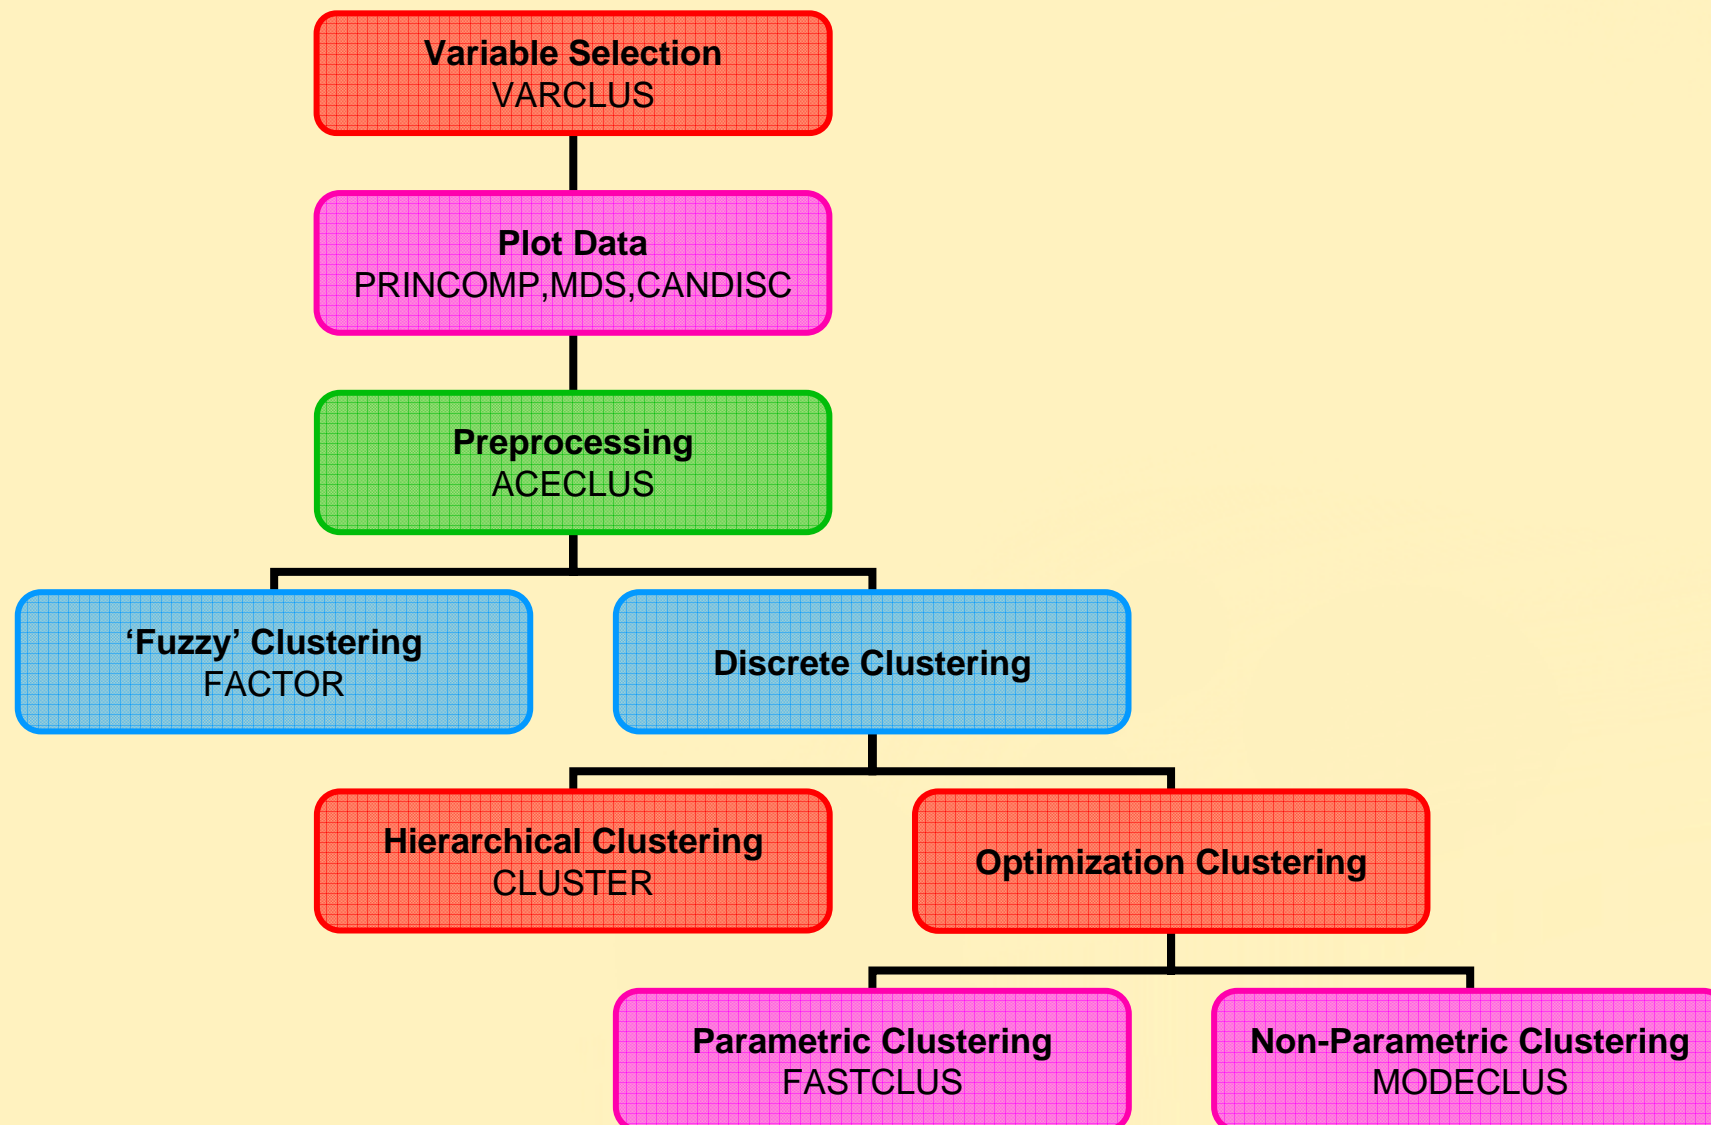 Variable Selection
VARCLUS
Plot Data
PRINCOMP,MDS,CANDISC
Preprocessing
ACECLUS
‘Fuzzy’ Clustering
FACTOR
Discrete Clustering
Hierarchical Clustering
CLUSTER
Optimization Clustering
Parametric Clustering
FASTCLUS
Non-Parametric Clustering
MODECLUS